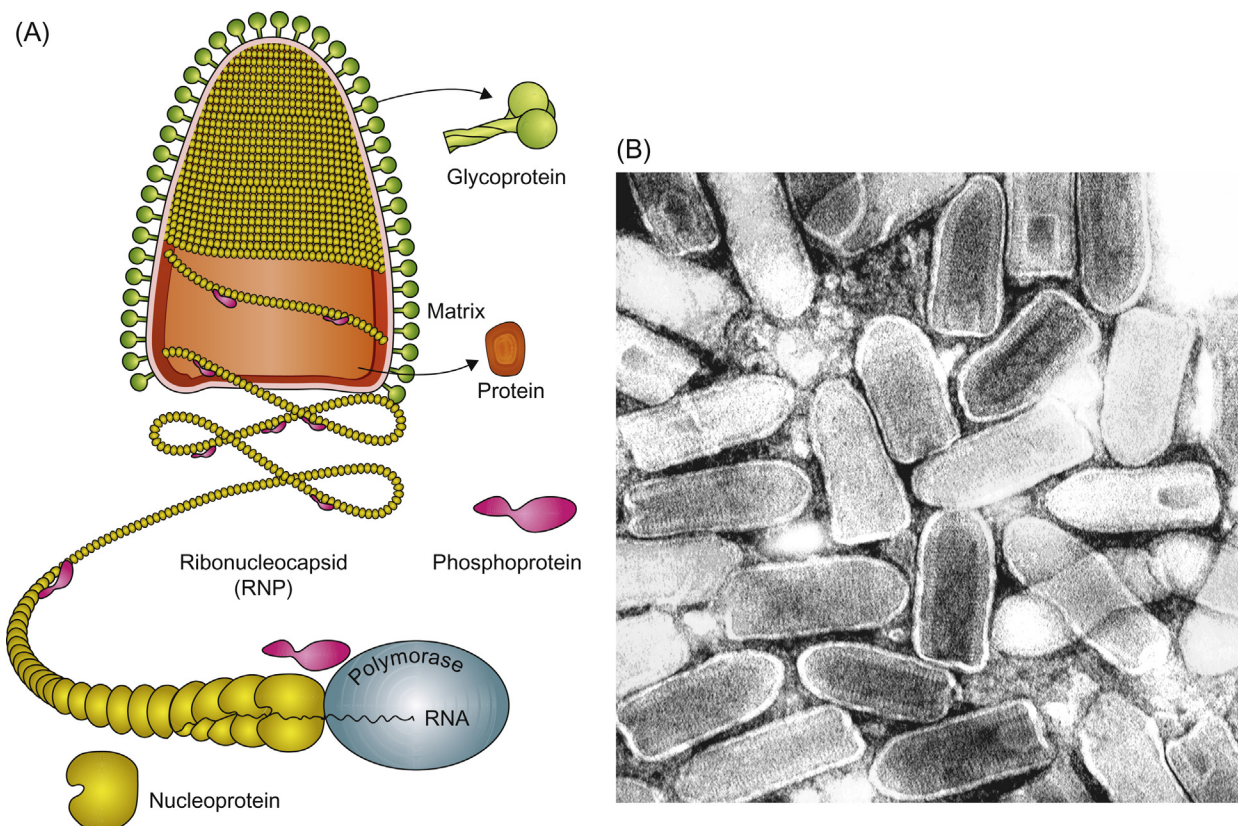 (A)
Glycoprotein
(B)
Matrix
Protein
Ribonucleocapsid
(RNP)
Phosphoprotein
Polymorase
RNA
Nucleoprotein